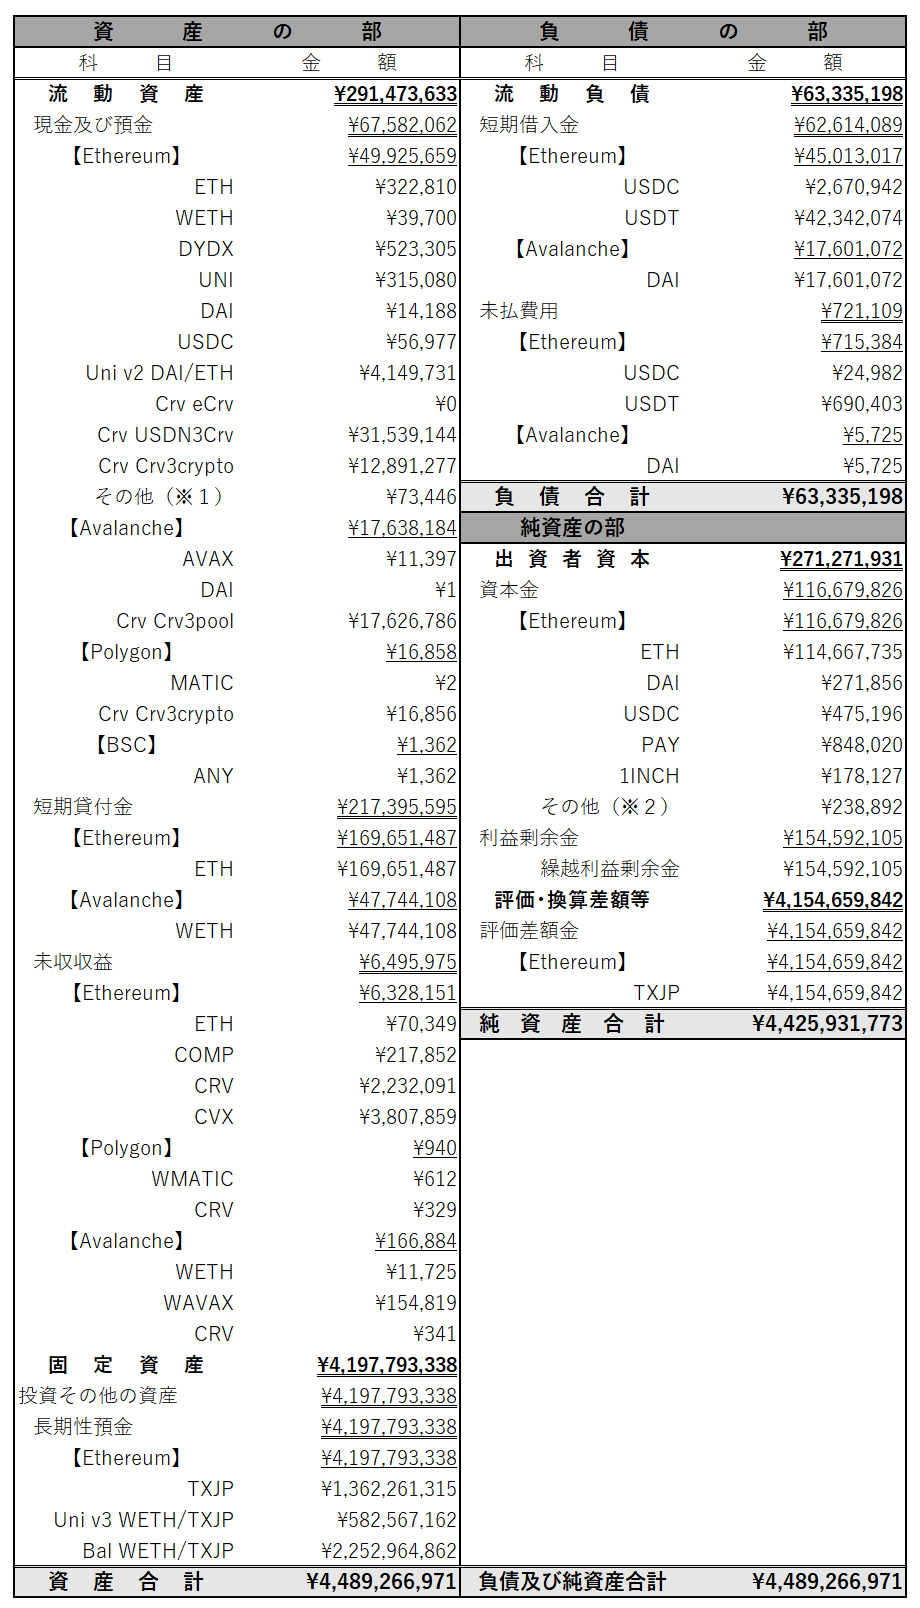 資産の部
科目 金額
流動資産 ¥291,473,633
現金及び預金 ¥67,582,062
【Ethereum】 ¥49,925,659
ETH ¥322,810
WETH ¥39,700
DYDX ¥523,305
UNI ¥315,080
DAI ¥14,188
USDC ¥56,977
Uni v2 DAI/ETH ¥4,149,731
Crv eCrv ¥0
Crv USDN3Crv ¥31,539,144
Crv Crv3crypto ¥12,891,277
その他（※１） ¥73,446
【Avalanche】 ¥17,638,184
AVAX ¥11,397
DAI ¥1
Crv Crv3pool ¥17,626,786
【Polygon】 ¥16,858
MATIC ¥2
Crv Crv3crypto ¥16,856
【BSC】 ¥1,362
ANY ¥1,362
短期貸付金 ¥217,395,595
【Ethereum】 ¥169,651,487
ETH ¥169,651,487
【Avalanche】 ¥47,744,108
WETH ¥47,744,108
未収収益 ¥6,495,975
【Ethereum】 ¥6,328,151
ETH ¥70,349
COMP ¥217,852
CRV ¥2,232,091
CVX ¥3,807,859
【Polygon】 ¥940
WMATIC ¥612
CRV ¥329
【Avalanche】 ¥166,884
WETH ¥11,725
WAVAX ¥154,819
CRV ¥341
固定資産 ¥4,197,793,338
投資その他の資産 ¥4,197,793,338
長期性預金 ¥4,197,793,338
【Ethereum】 ¥4,197,793,338
TXJP ¥1,362,261,315
Uni v3 WETH/TXJP ¥582,567,162
Bal WETH/TXJP ¥2,252,964,862
資産合計 ¥4,489,266,971
負債の部
科目 金額
流動負債 ¥63,335,198
短期借入金 ¥62,614,089
【Ethereum】 ¥45,013,017
USDC ¥2,670,942
USDT ¥42,342,074
【Avalanche】 ¥17,601,072
DAI ¥17,601,072
未払費用 ¥721,109
【Ethereum】 ¥715,384
USDC ¥24,982
USDT ¥690,403
【Avalanche】 ¥5,725
DAI ¥5,725
負債合計 ¥63,335,198
純資産の部
出資者資本 ¥271,271,931
資本金 ¥116,679,826
【Ethereum】 ¥116,679,826
ETH ¥114,667,735
DAI ¥271,856
USDC ¥475,196
PAY ¥848,020
1INCH ¥178,127
その他（※２） ¥238,892
利益剰余金 ¥154,592,105
繰越利益剰余金 ¥154,592,105
評価･換算差額等 ¥4,154,659,842
評価差額金 ¥4,154,659,842
【Ethereum】 ¥4,154,659,842
TXJP ¥4,154,659,842
純資産合計 ¥4,425,931,773
負債及び純資産合計 ¥4,489,266,971